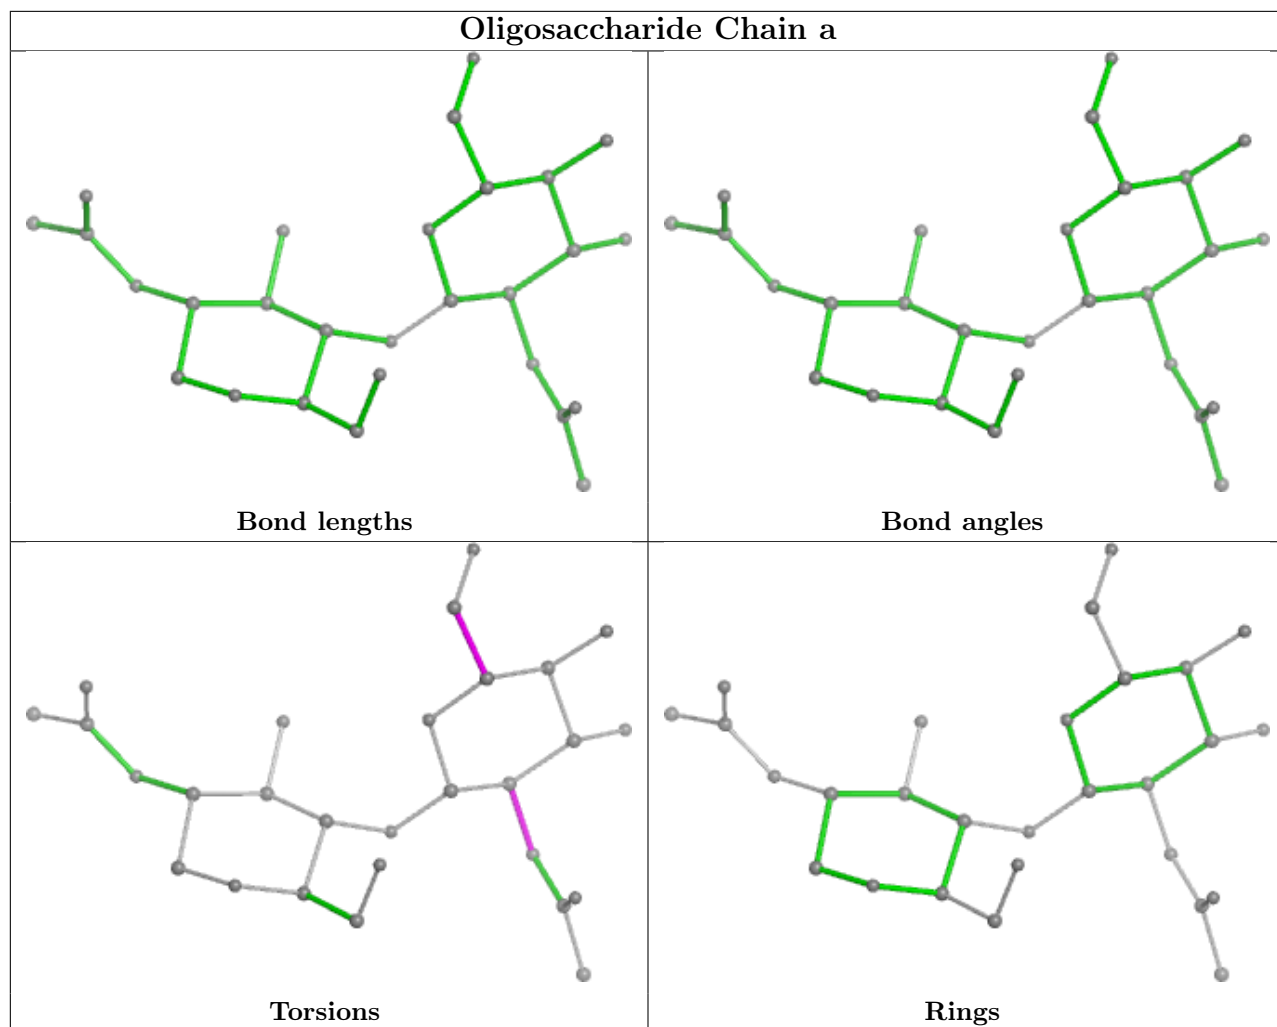 Oligosaccharide Chain a
Bond lengths
Bond angles
Torsions
Rings